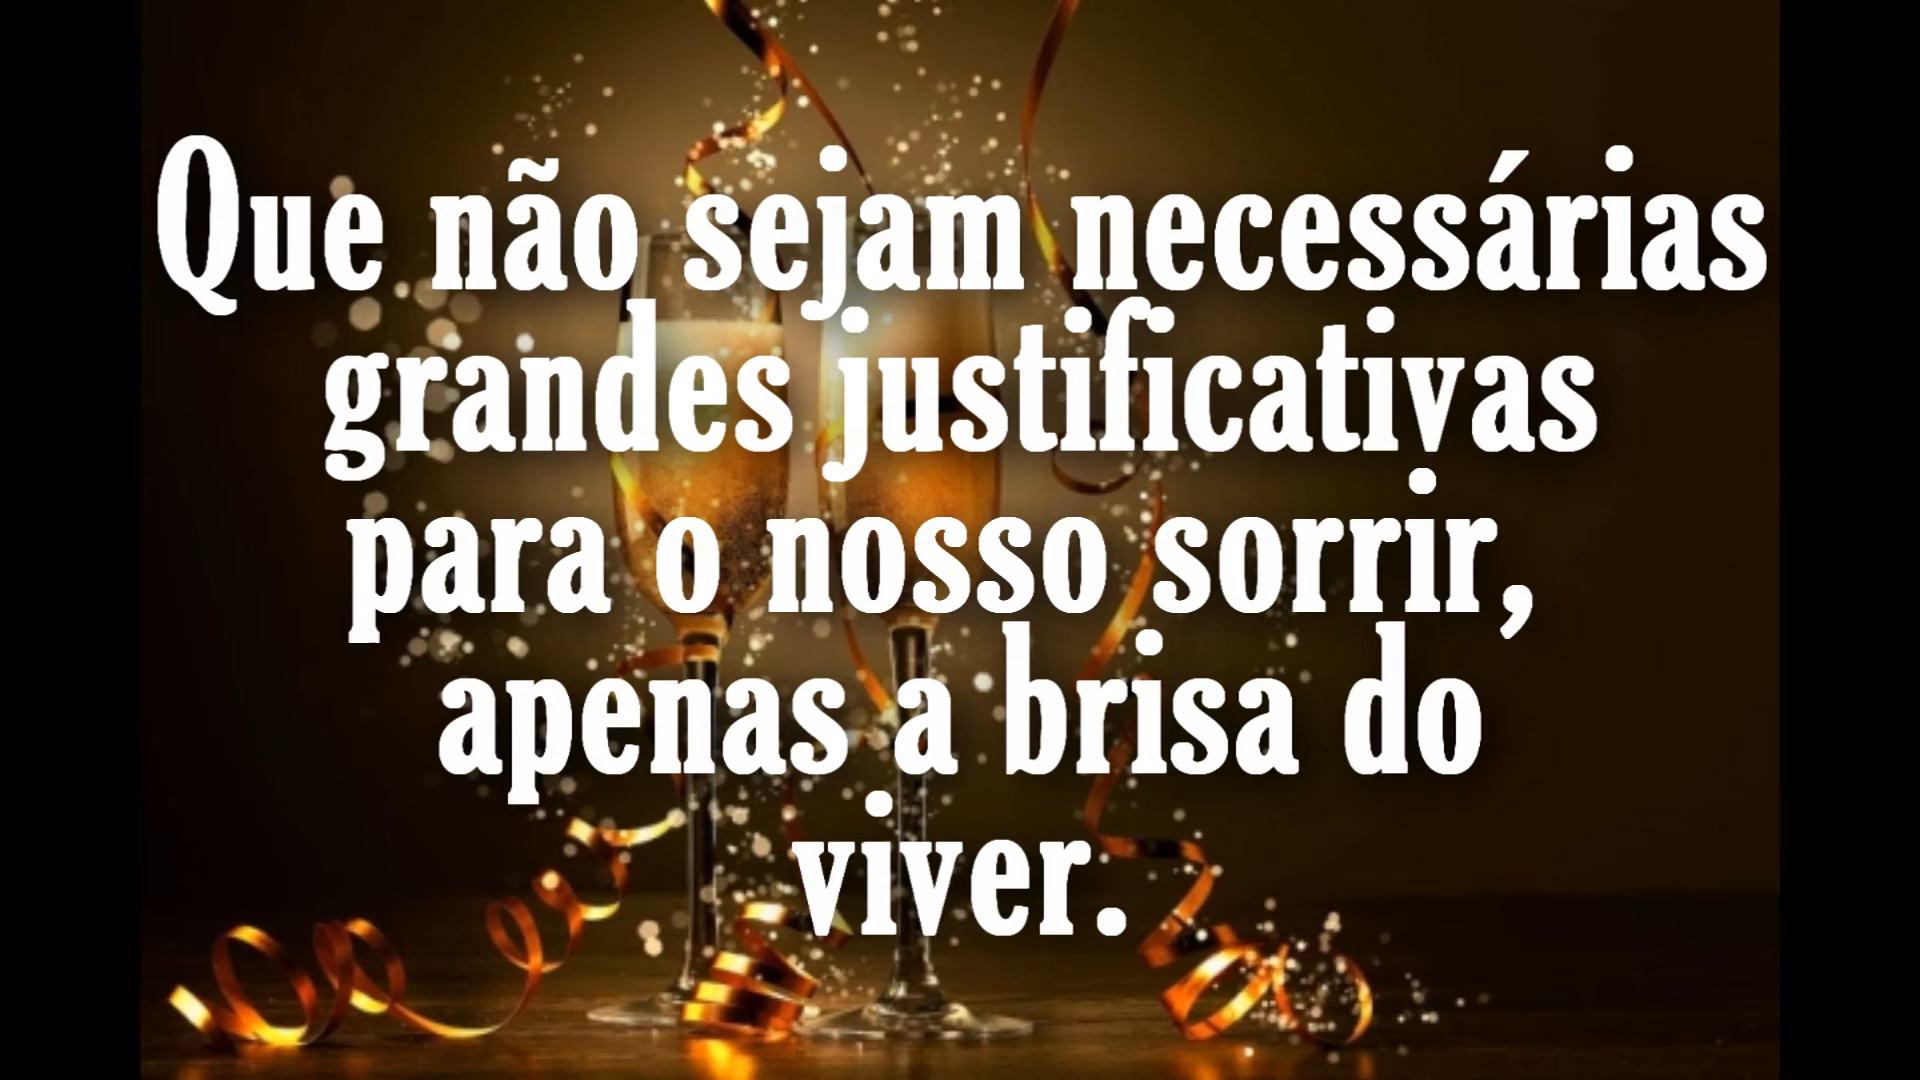 Que não sejam necessárias
grandes justificativas
para o nosso sorrir,
apenas a brisa do
viver.